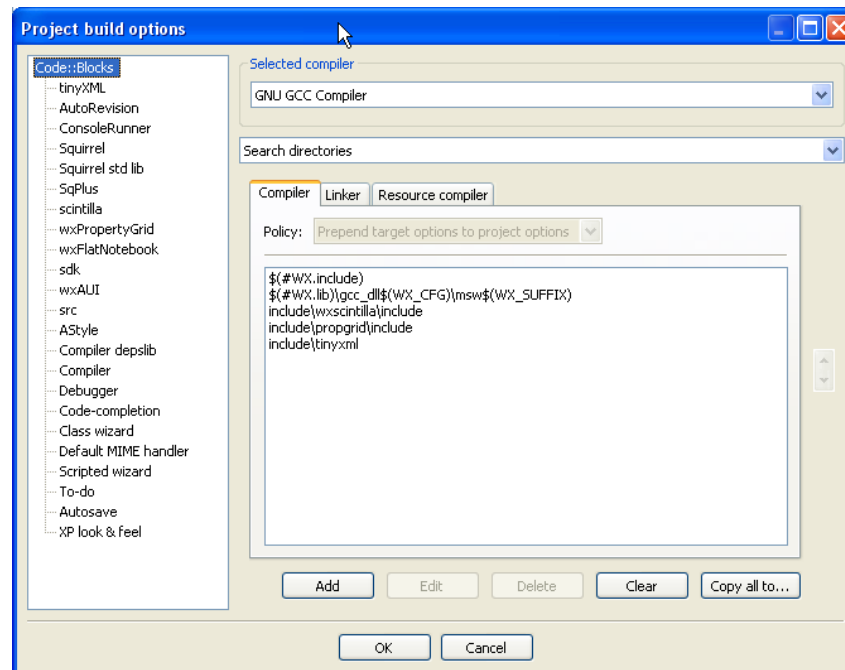 Project build options
Code::Blocks
tinyXML
AutoRevision
ConsoleRunner
Squirrel
Squirrel std lib
SqPlus
scintilla
wxPropertyGrid
wxFlatNotebook
sdk
wxAUI
src
AStyle
Compiler depslib
Compiler
Debugger
Code-completion
Class wizard
Default MIME handler
Scripted wizard
To-do
Autosave
XP look & feel
Selected compiler
GNU GCC Compiler
Search directories
Compiler Linker Resource compiler
Policy: Prepend target options to project options
$(#WX.include)
$(#WX.lib)\gcc_dll$(WX_CFG)\msw$(WX_SUFFIX)
include\wxscintilla\include
include\propgrid\include
include\tinyxml
Add Edit Delete Clear Copy all to...
OK Cancel